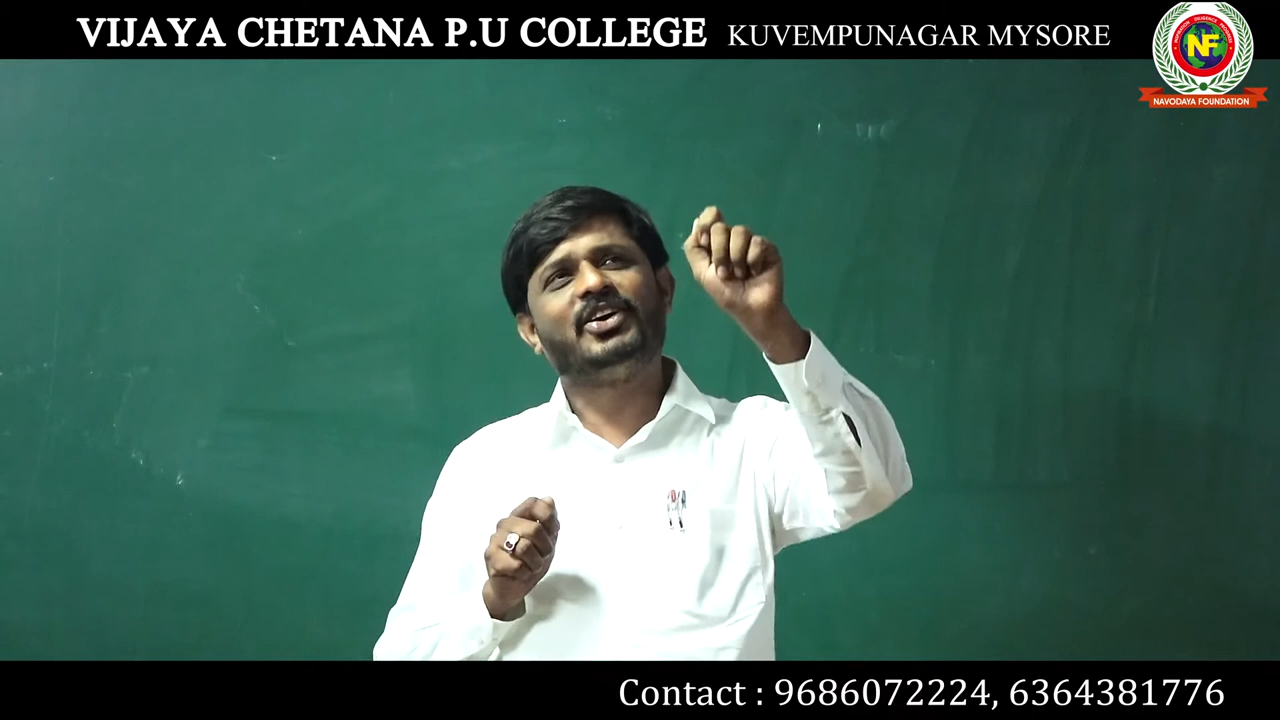 VIJAYA CHETANA P.U COLLEGE KUVEMPUNAGAR MYSORE
NF
NAVODAYA FOUNDATION
Contact : 9686072224, 6364381776